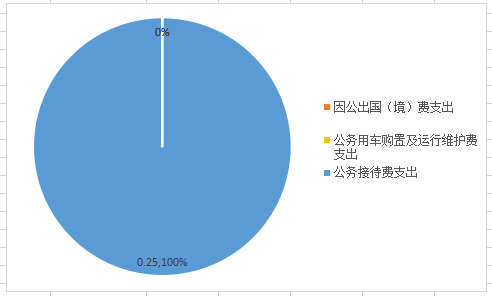 0%
因公出国（境）费支出
公务用车购置及运行维护费
支出
公务接待费支出
0.25,100%